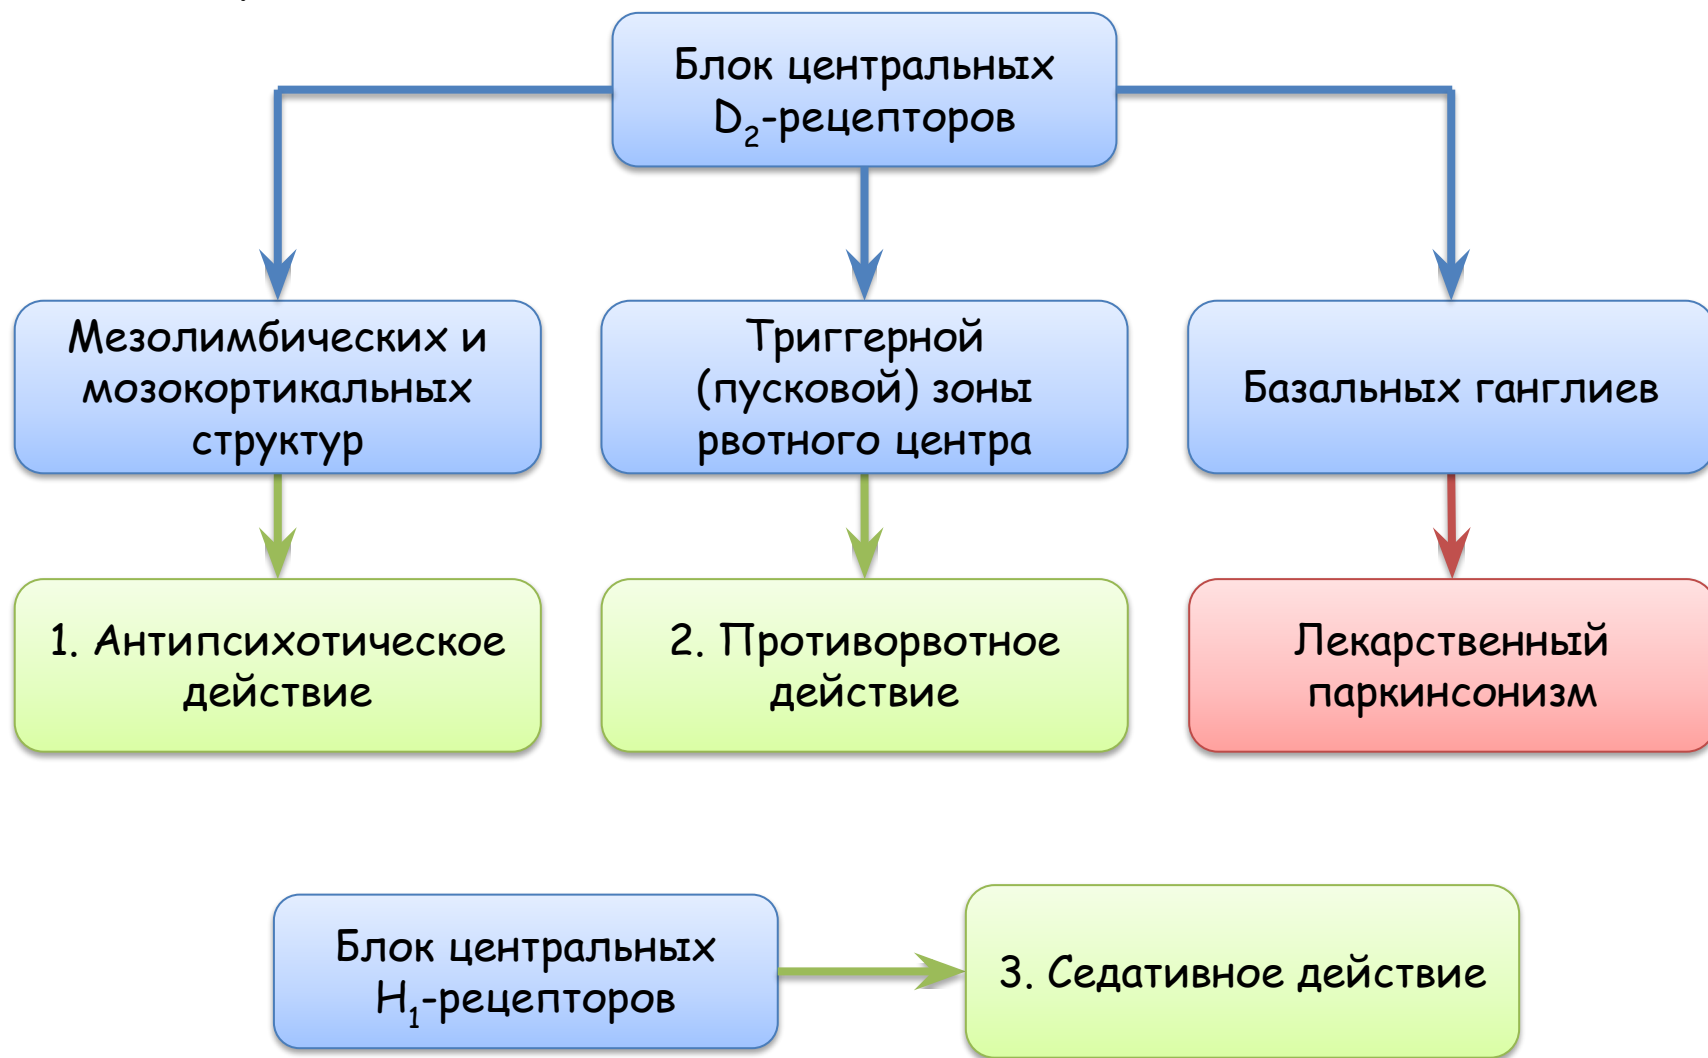 Блок центральных
D₂-рецепторов
Мезолимбических и
мозокортикальных
структур
Триггерной
(пусковой) зоны
рвотного центра
Базальных ганглиев
1. Антипсихотическое
действие
2. Противорвотное
действие
Лекарственный
паркинсонизм
Блок центральных
H₁-рецепторов
3. Седативное действие